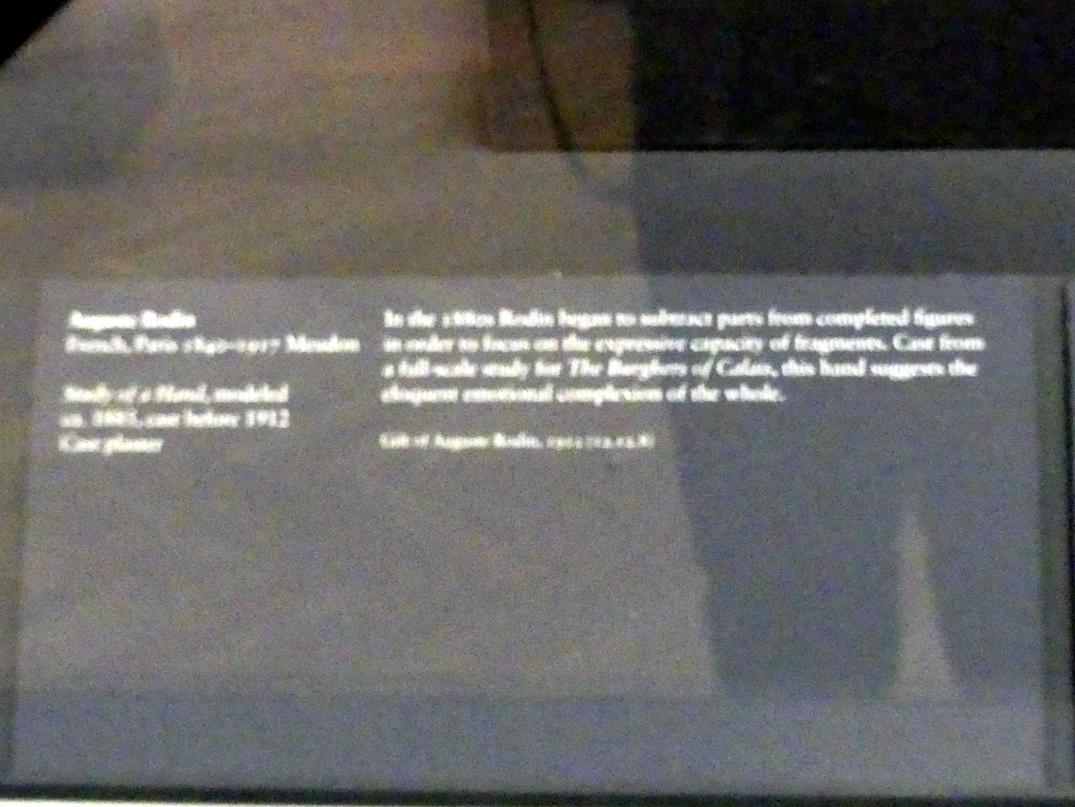 Auguste Rodin
French, Paris 1840–1917 Meudon
Study of a Hand, modeled
ca. 1885, cast before 1912
Cast plaster
In the 1880s Rodin began to subtract parts from completed figures
in order to focus on the expressive capacity of fragments. Cast from
a full-scale study for The Burghers of Calais, this hand suggests the
eloquent emotional complexion of the whole.
Gift of Auguste Rodin,